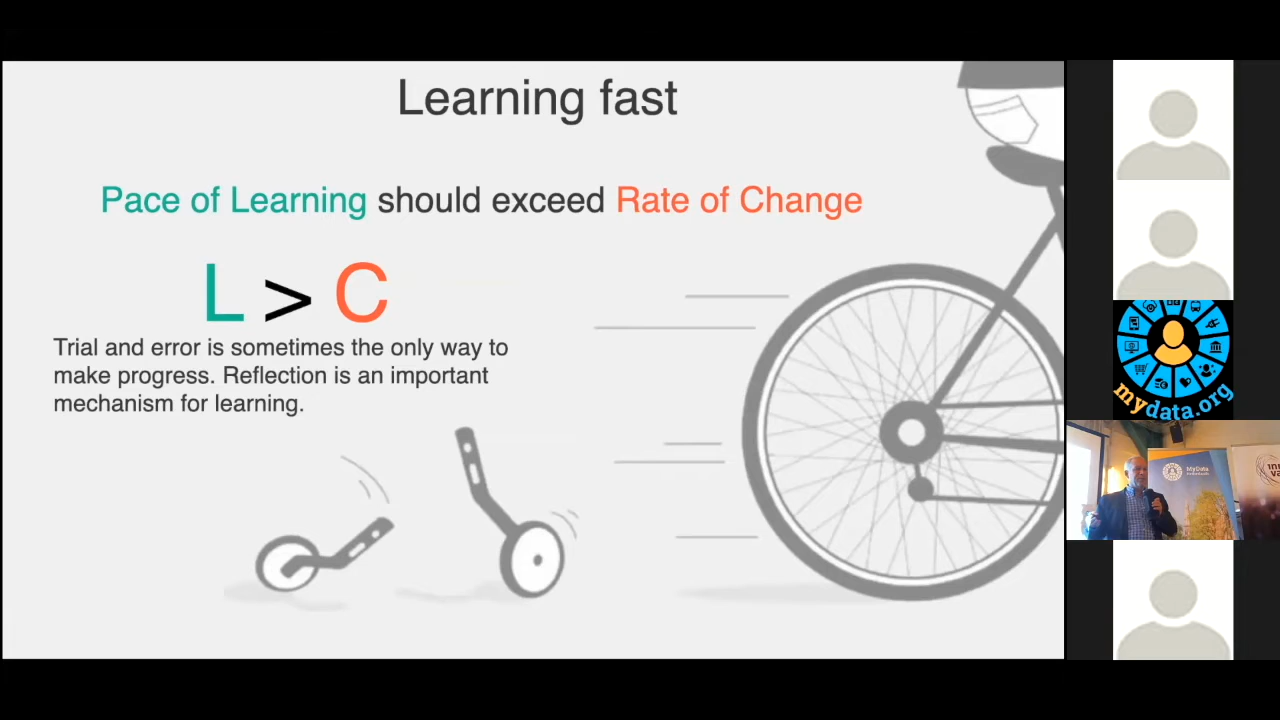 Learning fast
Pace of Learning should exceed Rate of Change
L > C
Trial and error is sometimes the only way to
make progress. Reflection is an important
mechanism for learning.
mydata.org
MyData